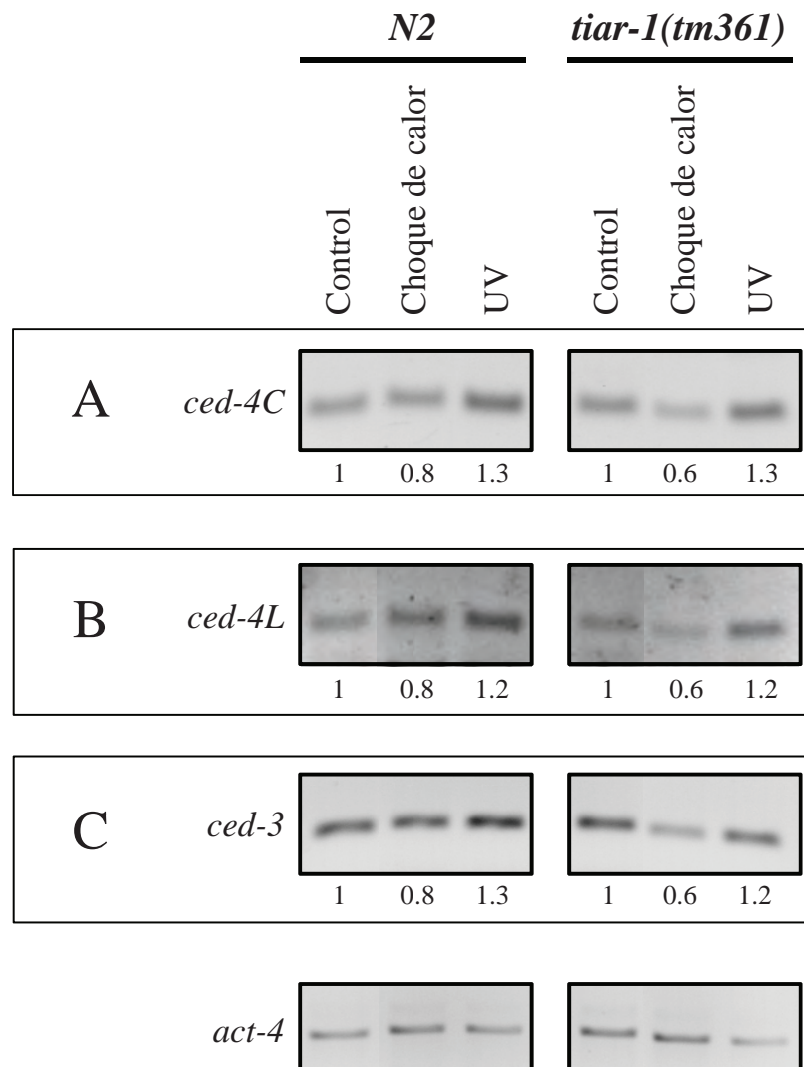 N2 tiar-1(tm361)
Control Choque de calor UV Control Choque de calor UV
A ced-4C
1 0.8 1.3 1 0.6 1.3
B ced-4L
1 0.8 1.2 1 0.6 1.2
C ced-3
1 0.8 1.3 1 0.6 1.2
act-4